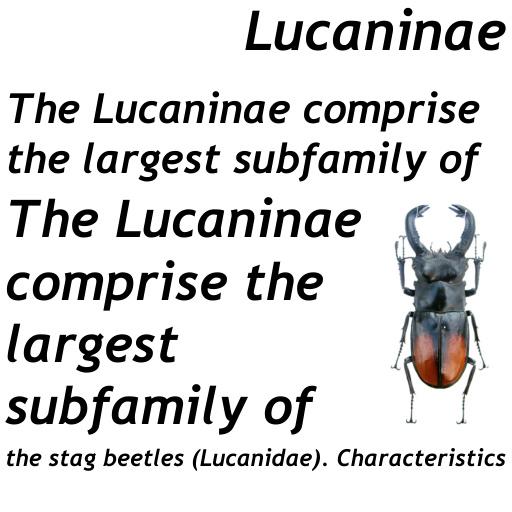 Lucaninae
The Lucaninae comprise
the largest subfamily of
The Lucaninae
comprise the
largest
subfamily of
the stag beetles (Lucanidae). Characteristics